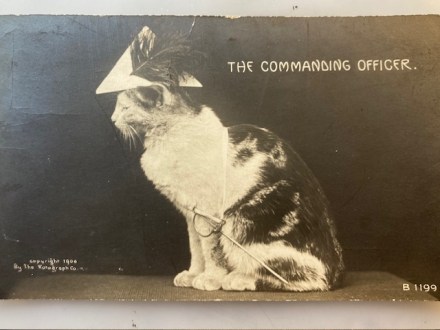 THE COMMANDING OFFICER.
Copyright 1906
By The Rotograph Co.
B 1199